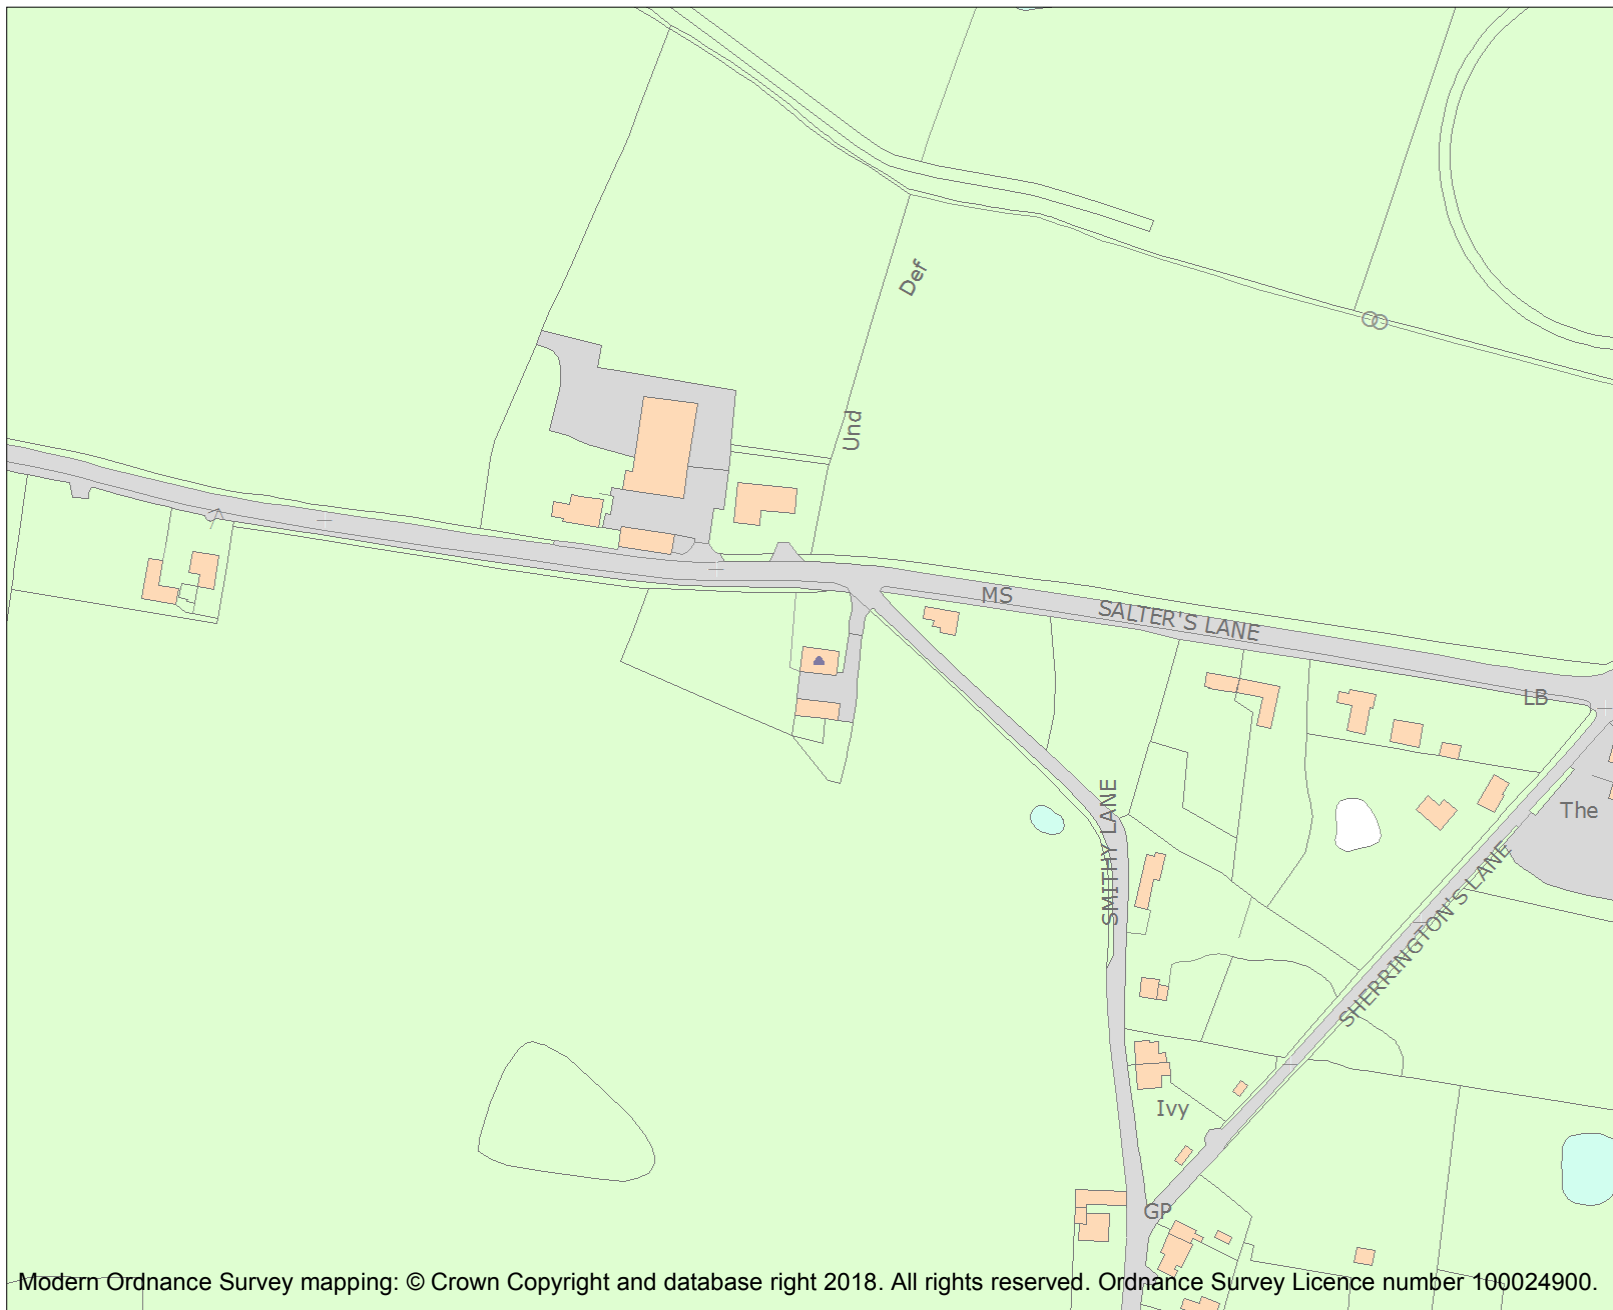 Def
Und
MS
SALTER'S LANE
LB
The
SMITHY LANE
SHERRINGTON'S LANE
Ivy
GP
Modern Ordnance Survey mapping: © Crown Copyright and database right 2018. All rights reserved. Ordnance Survey Licence number 100024900.